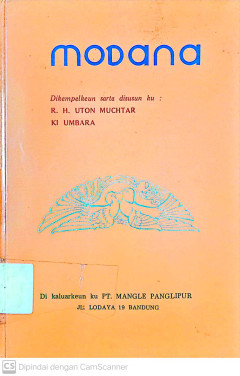 MODANA
Dikempelkeun sarta disusun ku :
R. H. UTON MUCHTAR
KI UMBARA
Di kaluarkeun ku PT. MANGLE PANGLIPUR
Jl. LODAYA 19 BANDUNG
CS Dipindai dengan CamScanner